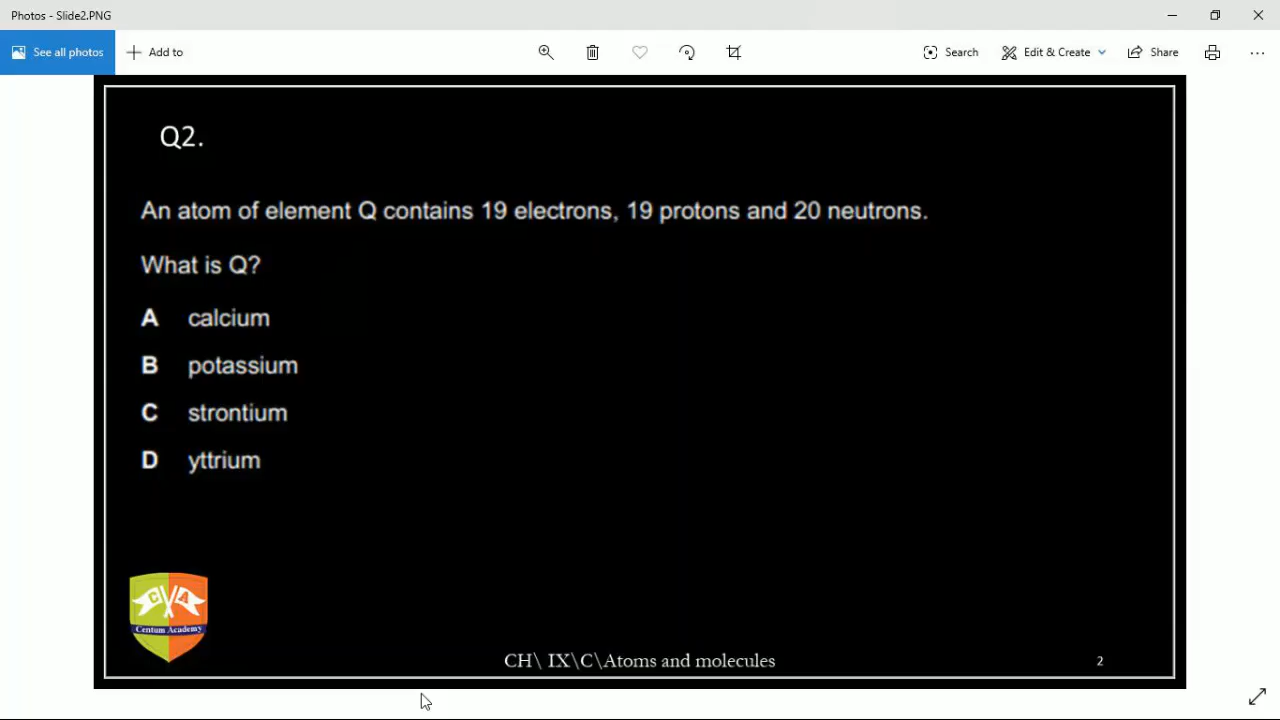 Photos - Slide2.PNG
See all photos
Add to
Search
Edit & Create
Share
Q2.
An atom of element Q contains 19 electrons, 19 protons and 20 neutrons.
What is Q?
A calcium
B potassium
C strontium
D yttrium
C A
Centum Academy
CH\ IX\C\Atoms and molecules
2